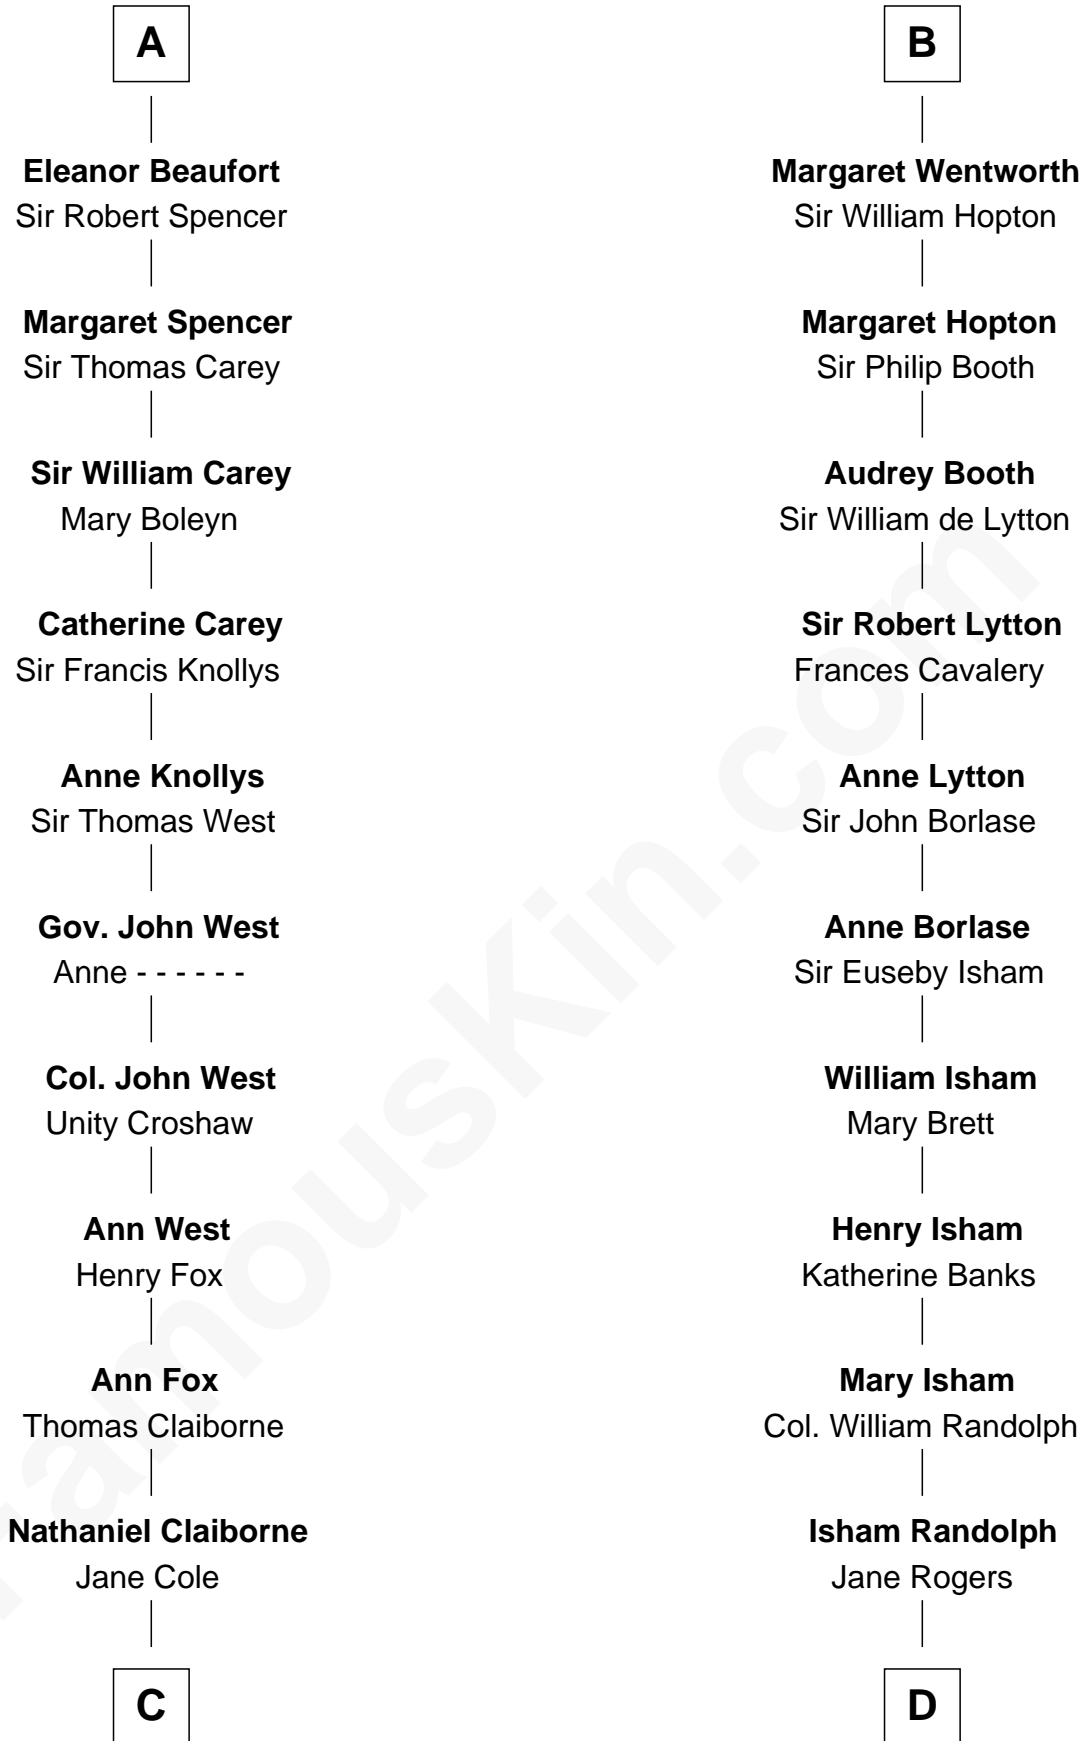 A
Eleanor Beaufort
Sir Robert Spencer
Margaret Spencer
Sir Thomas Carey
Sir William Carey
Mary Boleyn
Catherine Carey
Sir Francis Knollys
Anne Knollys
Sir Thomas West
Gov. John West
Anne - - - - - -
Col. John West
Unity Croshaw
Ann West
Henry Fox
Ann Fox
Thomas Claiborne
Nathaniel Claiborne
Jane Cole
C
B
Margaret Wentworth
Sir William Hopton
Margaret Hopton
Sir Philip Booth
Audrey Booth
Sir William de Lytton
Sir Robert Lytton
Frances Cavalery
Anne Lytton
Sir John Borlase
Anne Borlase
Sir Euseby Isham
William Isham
Mary Brett
Henry Isham
Katherine Banks
Mary Isham
Col. William Randolph
Isham Randolph
Jane Rogers
D
FamousKin.com